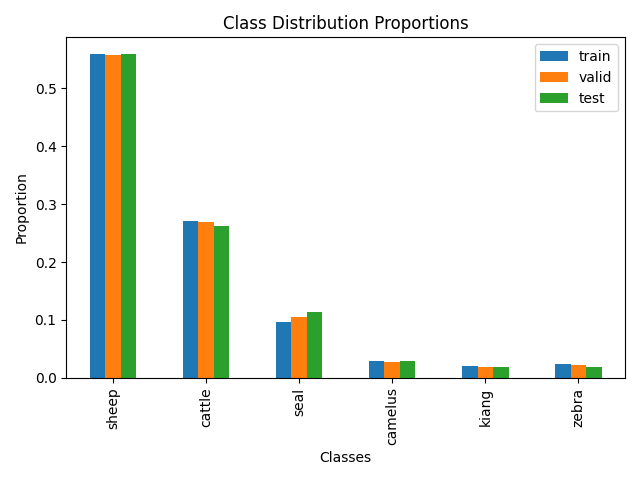 Class Distribution Proportions
train
valid
test
Proportion
0.5
0.4
0.3
0.2
0.1
0.0
sheep
cattle
seal
camelus
kiang
zebra
Classes